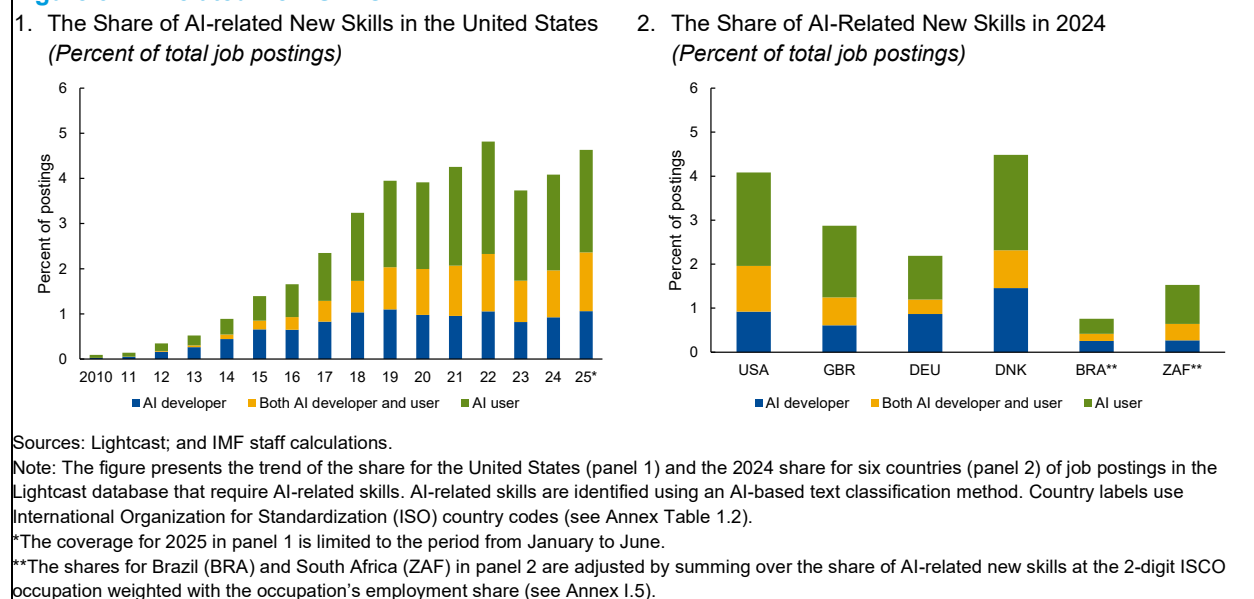 1. The Share of AI-related New Skills in the United States
(Percent of total job postings)
6
5
4
3
2
1
0
Percent of postings
2010 11 12 13 14 15 16 17 18 19 20 21 22 23 24 25*
AI developer Both AI developer and user AI user
2. The Share of AI-Related New Skills in 2024
(Percent of total job postings)
6
5
4
3
2
1
0
Percent of postings
USA GBR DEU DNK BRA** ZAF**
AI developer Both AI developer and user AI user
Sources: Lightcast; and IMF staff calculations.
Note: The figure presents the trend of the share for the United States (panel 1) and the 2024 share for six countries (panel 2) of job postings in the
Lightcast database that require AI-related skills. AI-related skills are identified using an AI-based text classification method. Country labels use
International Organization for Standardization (ISO) country codes (see Annex Table 1.2).
*The coverage for 2025 in panel 1 is limited to the period from January to June.
**The shares for Brazil (BRA) and South Africa (ZAF) in panel 2 are adjusted by summing over the share of AI-related new skills at the 2-digit ISCO
occupation weighted with the occupation's employment share (see Annex I.5).